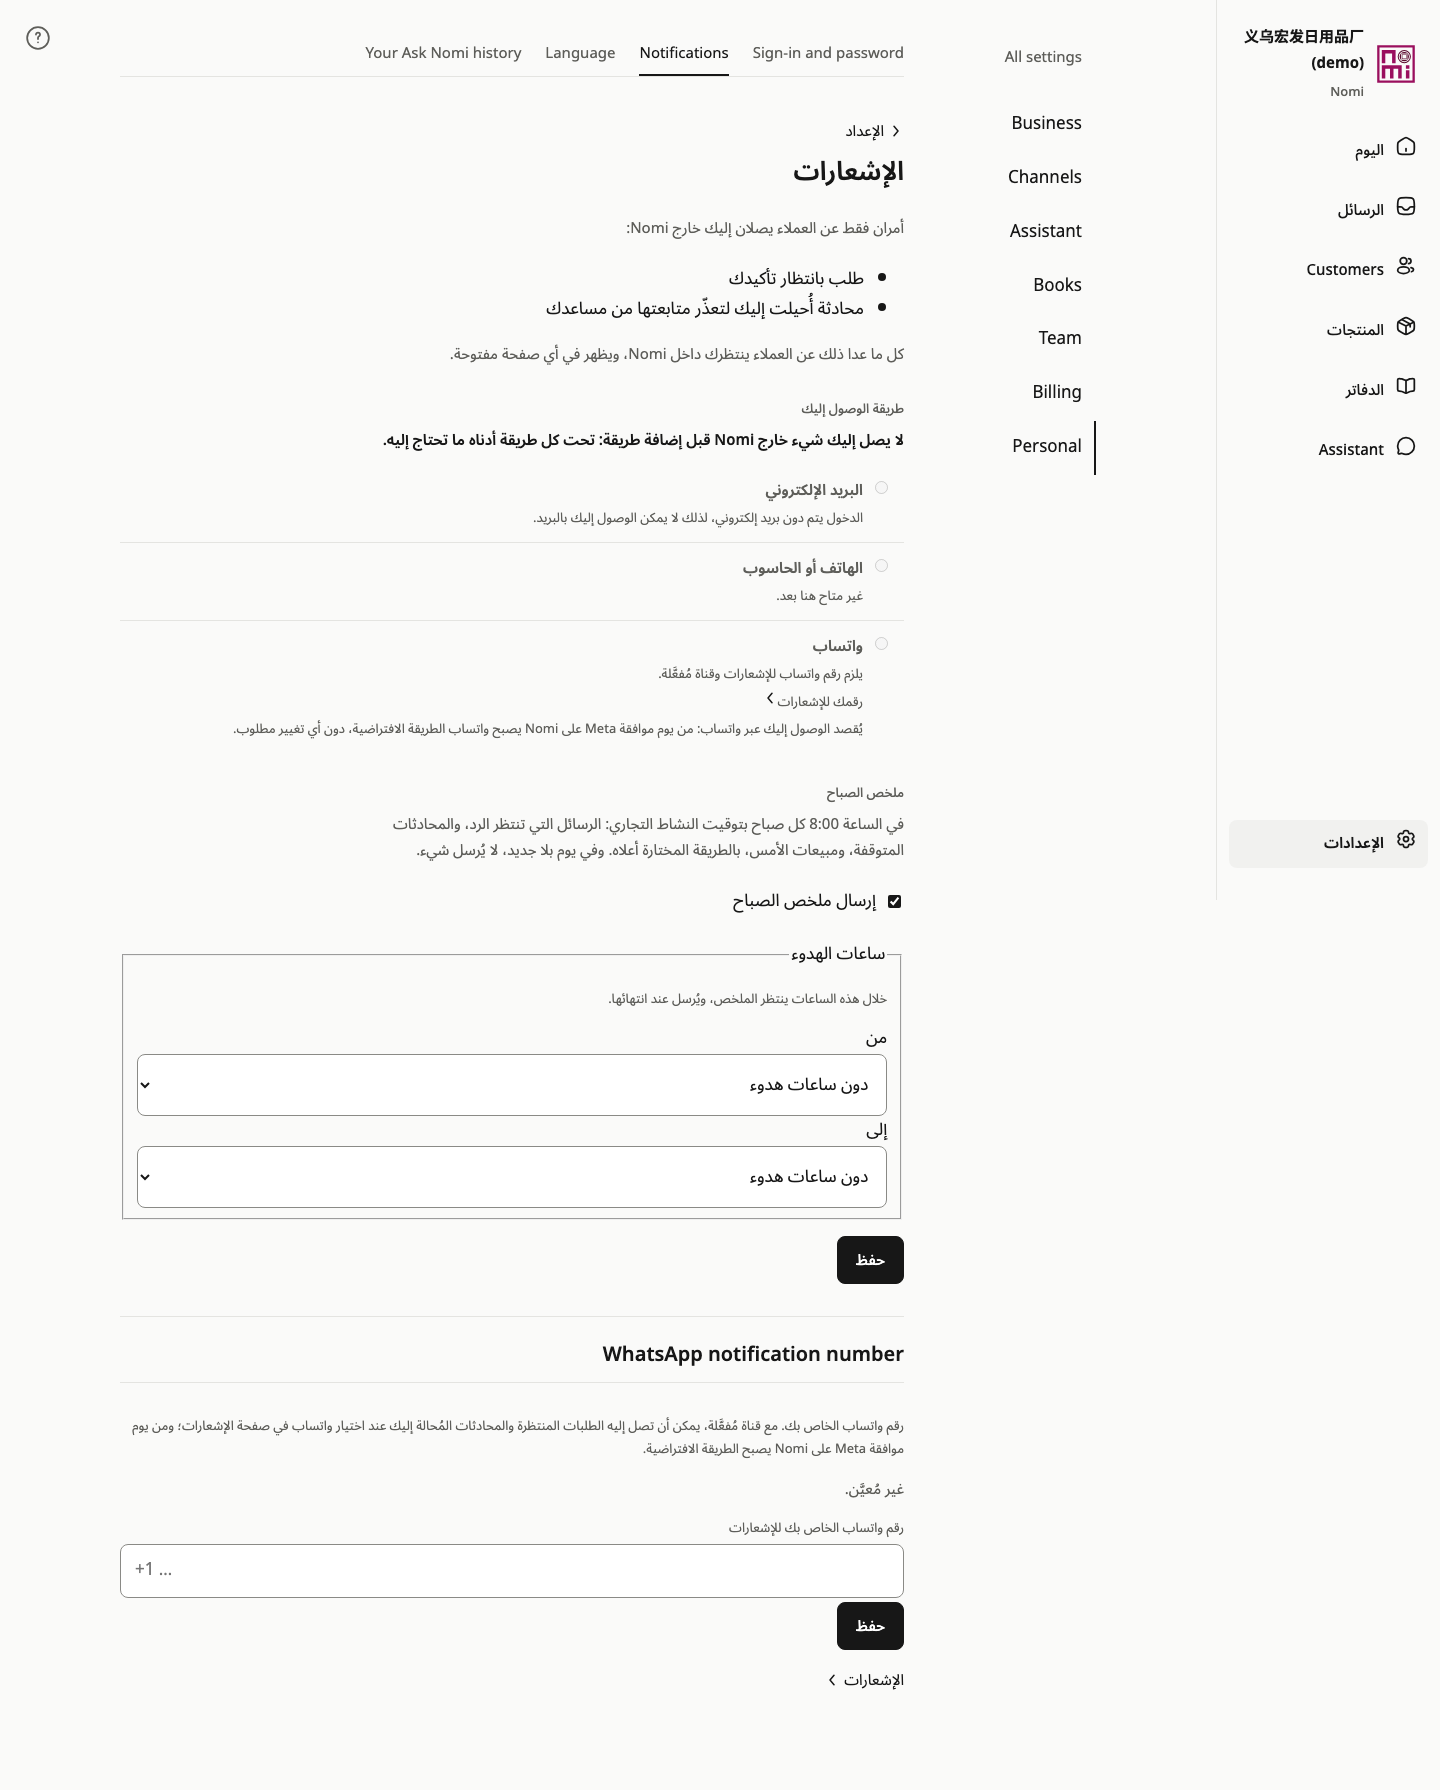 义乌宏发日用品厂
(demo)
Nomi
اليوم
الرسائل
Customers
المنتجات
الدفاتر
Assistant
الإعدادات
All settings
Business
Channels
Assistant
Books
Team
Billing
Personal
Sign-in and password
Notifications
Language
Your Ask Nomi history
الإعداد
الإشعارات
أمران فقط عن العملاء يصلان إليك خارج Nomi:
طلب بانتظار تأكيدك
محادثة أُحيلت إليك لتعذّر متابعتها من مساعدك
كل ما عدا ذلك عن العملاء ينتظرك داخل Nomi، ويظهر في أي صفحة مفتوحة.
طريقة الوصول إليك
لا يصل إليك شيء خارج Nomi قبل إضافة طريقة: تحت كل طريقة أدناه ما تحتاج إليه.
البريد الإلكتروني
الدخول يتم دون بريد إلكتروني، لذلك لا يمكن الوصول إليك بالبريد.
الهاتف أو الحاسوب
غير متاح هنا بعد.
واتساب
يلزم رقم واتساب للإشعارات وقناة مُفعَّلة.
رقمك للإشعارات
يُقصد الوصول إليك عبر واتساب: من يوم موافقة Meta على Nomi يصبح واتساب الطريقة الافتراضية، دون أي تغيير مطلوب.
ملخص الصباح
في الساعة 8:00 كل صباح بتوقيت النشاط التجاري: الرسائل التي تنتظر الرد، والمحادثات
المتوقفة، ومبيعات الأمس، بالطريقة المختارة أعلاه. وفي يوم بلا جديد، لا يُرسل شيء.
إرسال ملخص الصباح
ساعات الهدوء
خلال هذه الساعات ينتظر الملخص، ويُرسل عند انتهائها.
من
دون ساعات هدوء
إلى
دون ساعات هدوء
حفظ
WhatsApp notification number
رقم واتساب الخاص بك. مع قناة مُفعَّلة، يمكن أن تصل إليه الطلبات المنتظرة والمحادثات المُحالة إليك عند اختيار واتساب في صفحة الإشعارات؛ ومن يوم
موافقة Meta على Nomi يصبح الطريقة الافتراضية.
غير مُعيَّن.
رقم واتساب الخاص بك للإشعارات
+1 ...
حفظ
الإشعارات